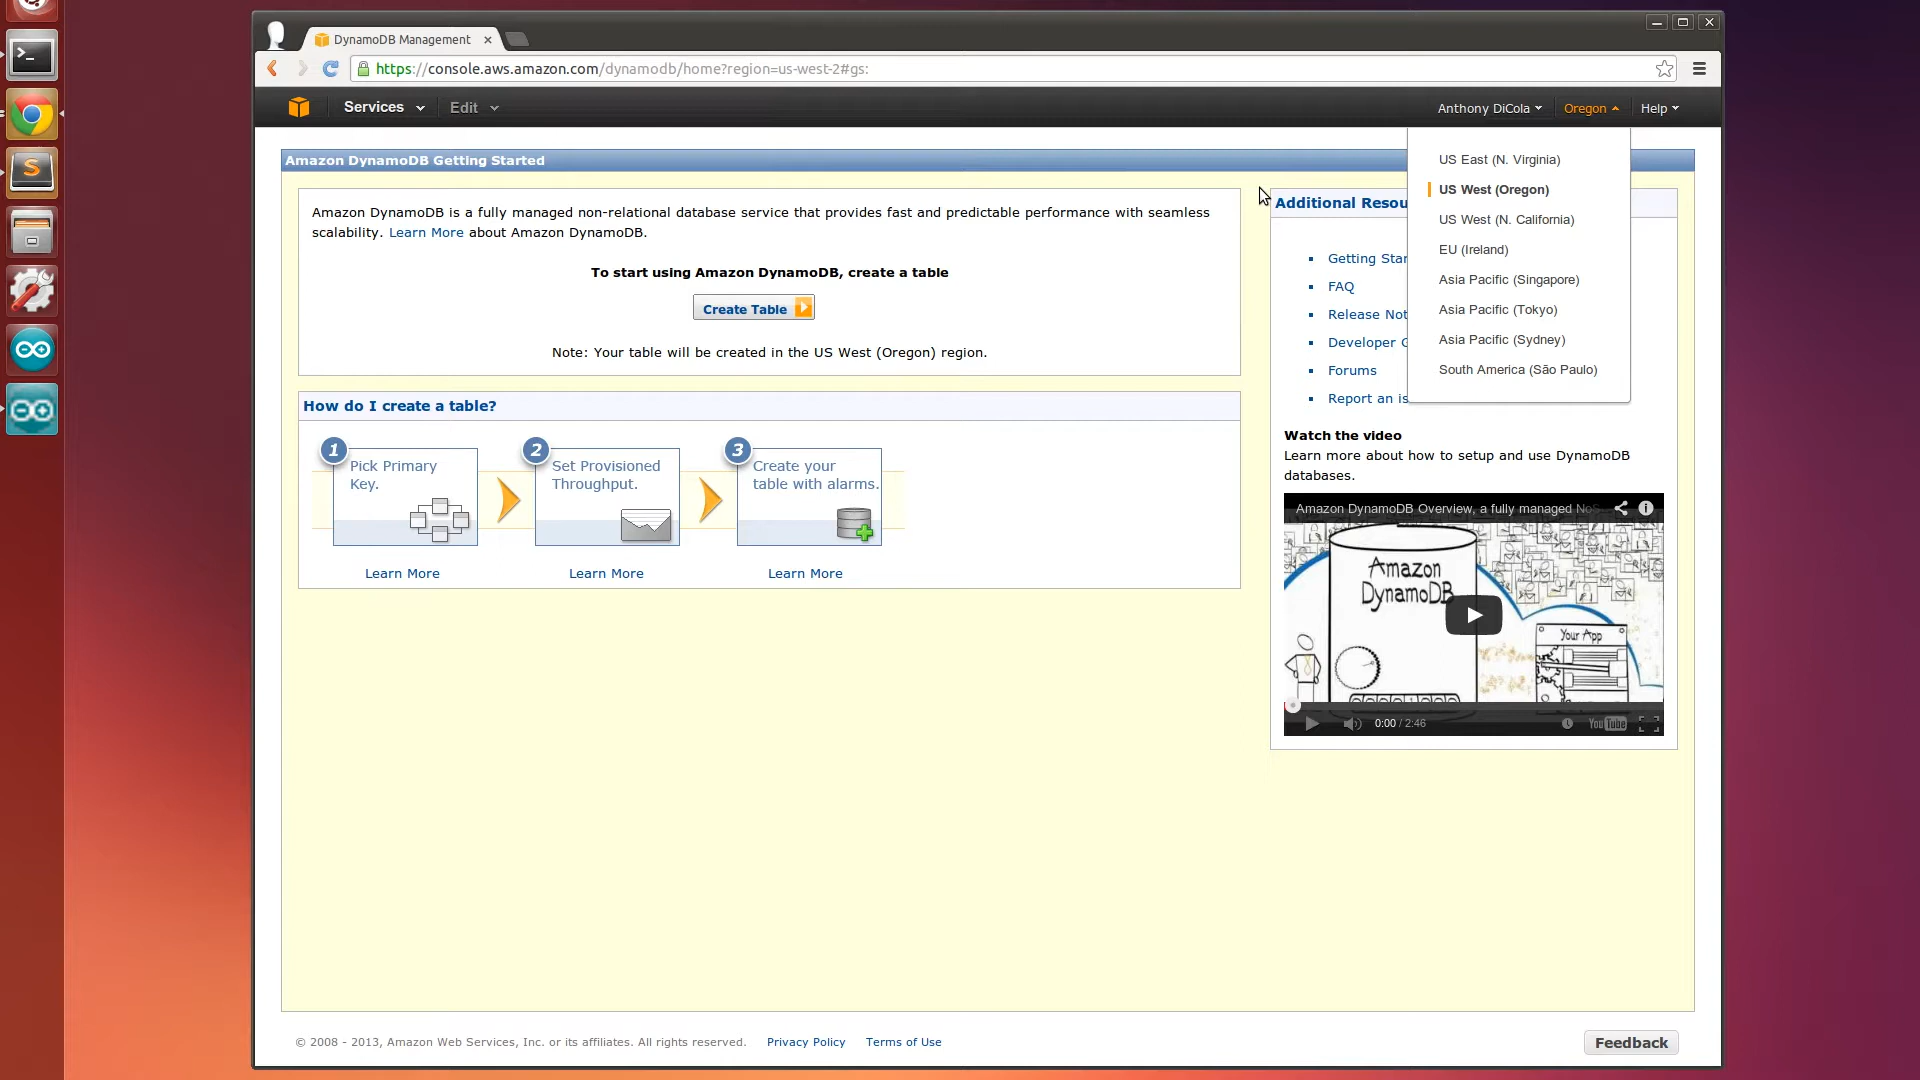 DynamoDB Management
https://console.aws.amazon.com/dynamodb/home?region=us-west-2#gs:
Services Edit Anthony DiCola Oregon Help
Amazon DynamoDB Getting Started
US East (N. Virginia)
US West (Oregon)
US West (N. California)
EU (Ireland)
Asia Pacific (Singapore)
Asia Pacific (Tokyo)
Asia Pacific (Sydney)
South America (São Paulo)
Amazon DynamoDB is a fully managed non-relational database service that provides fast and predictable performance with seamless
scalability. Learn More about Amazon DynamoDB.
To start using Amazon DynamoDB, create a table
Create Table
Note: Your table will be created in the US West (Oregon) region.
How do I create a table?
1 Pick Primary
Key.
Learn More
2 Set Provisioned
Throughput.
Learn More
3 Create your
table with alarms.
Learn More
Additional Resou
Getting Star
FAQ
Release Not
Developer G
Forums
Report an is
Watch the video
Learn more about how to setup and use DynamoDB
databases.
Amazon DynamoDB Overview, a fully managed NoS
Amazon
DynamoDB
Your App
0:00 / 2:46
YouTube
© 2008 - 2013, Amazon Web Services, Inc. or its affiliates. All rights reserved. Privacy Policy Terms of Use
Feedback